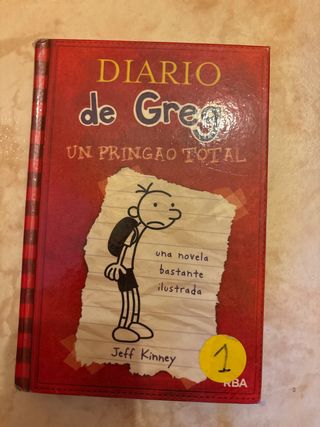 DIARIO
de Greg
UN PRINGAO TOTAL
una novela
bastante
ilustrada
Jeff Kinney
1
RBA